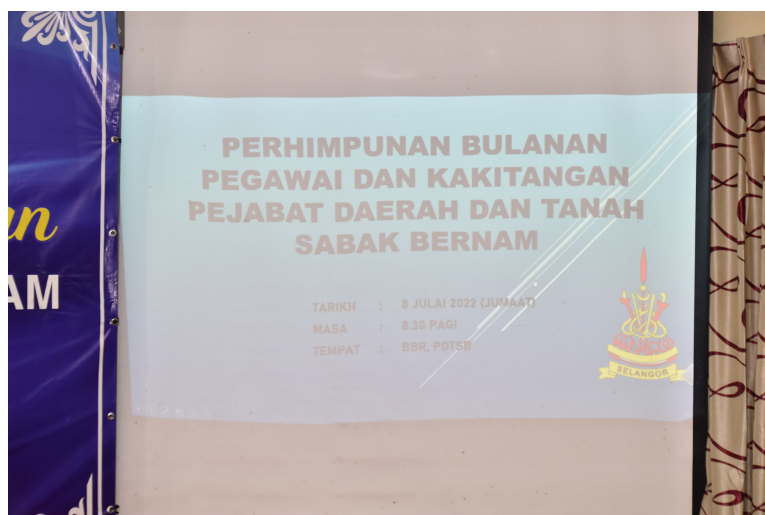 PERHIMPUNAN BULANAN
PEGAWAI DAN KAKITANGAN
PEJABAT DAERAH DAN TANAH
SABAK BERNAM
TARIKH : 8 JULAI 2022 (JUMAAT)
MASA : 8.30 PAGI
TEMPAT : BBR, PDTSB
SELANGOR
an
AM